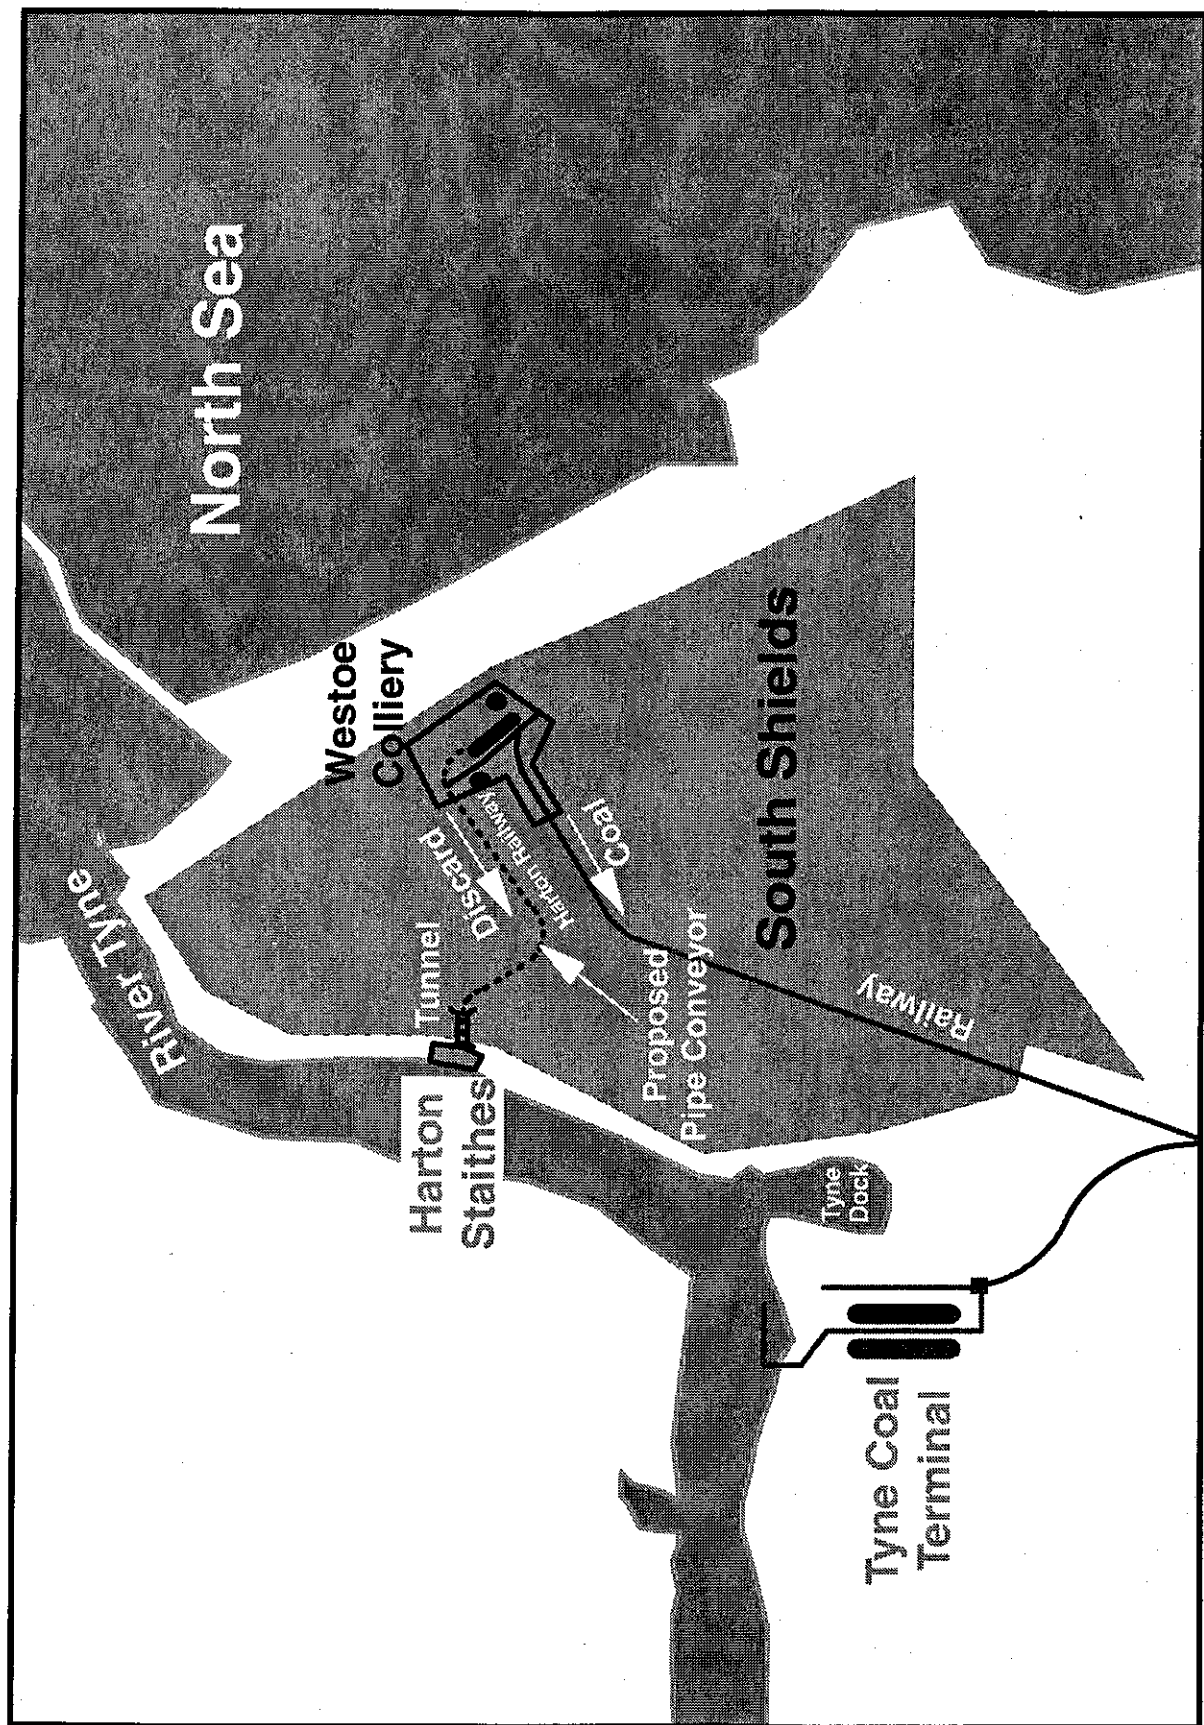 North Sea
River Tyne
Westoe
Colliery
Tunnel
Discard
Harton Railway
Coal
Harton
Staithes
Proposed
Pipe Conveyor
South Shields
Railway
Tyne
Dock
Tyne Coal
Terminal